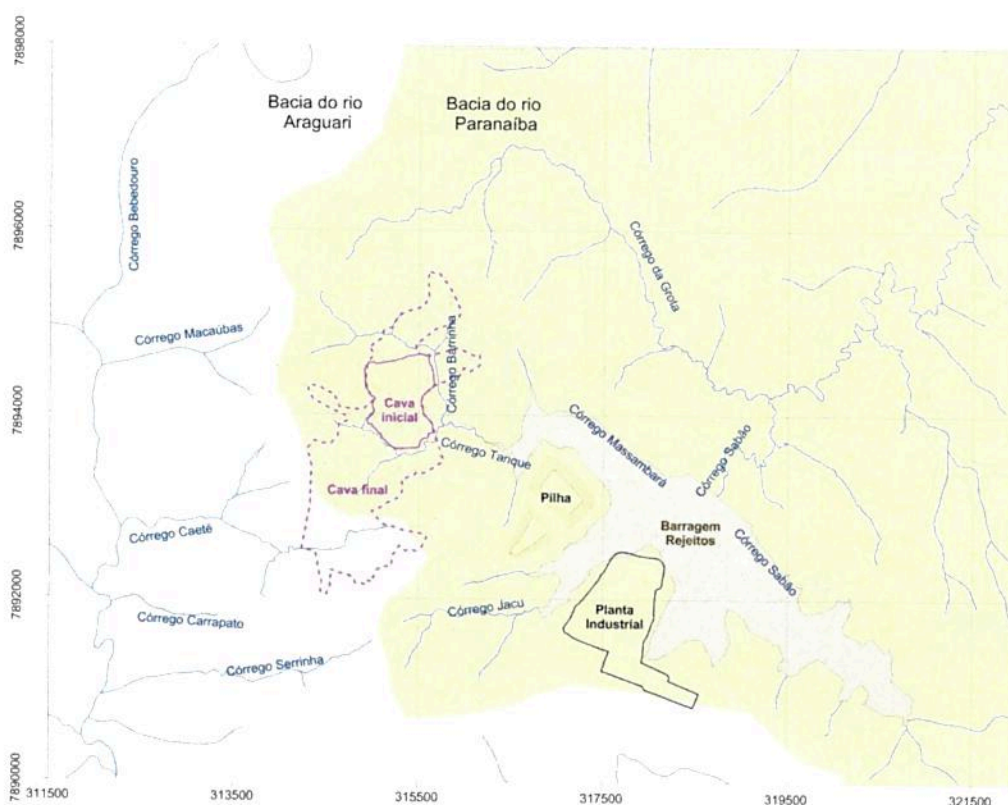 7898000
Bacia do rio
Araguari
Bacia do rio
Paranaíba
Córrego Bebedouro
7896000
Córrego da Grota
Córrego Macaúbas
Córrego Barrinha
7894000
Cava
inicial
Córrego Tanque
Córrego Massambará
Córrego Sabão
Cava final
Pilha
Barragem
Rejeitos
Córrego Caeté
Córrego Sabão
7892000
Córrego Jacu
Planta
Industrial
Córrego Carrapato
Córrego Serrinha
7890000
311500
313500
315500
317500
319500
321500